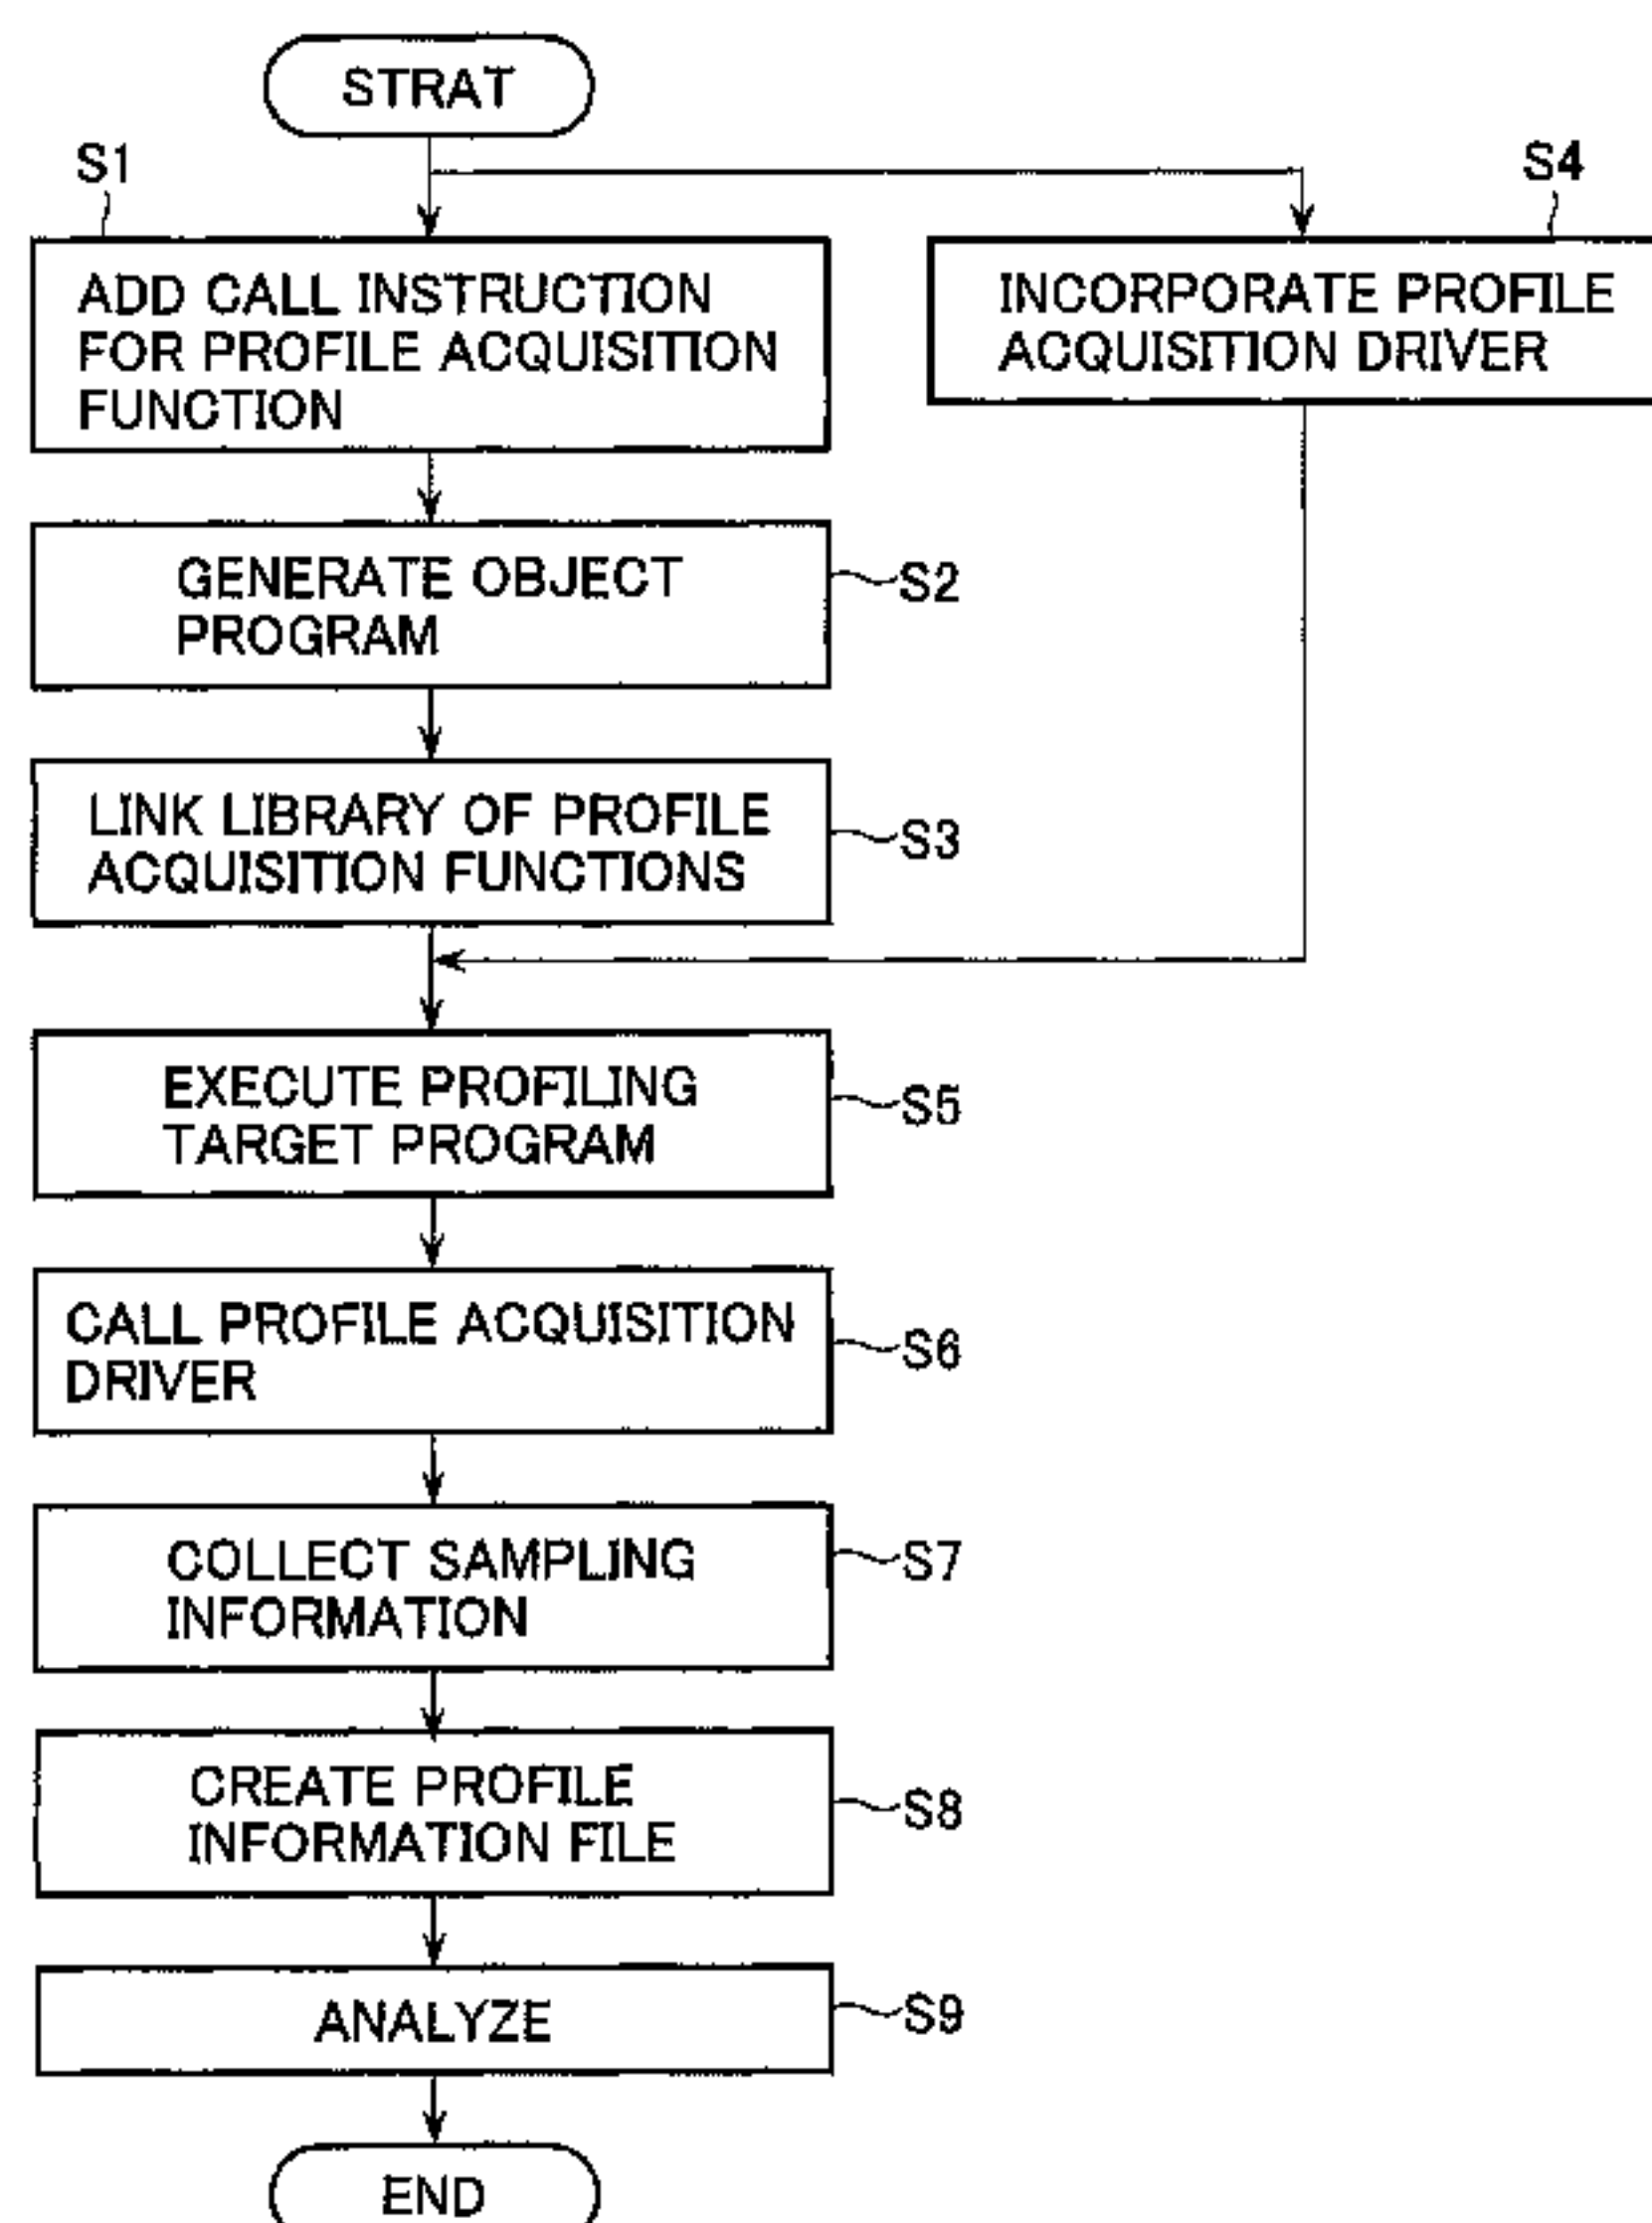 STRAT
S1
S4
ADD CALL INSTRUCTION
FOR PROFILE ACQUISITION
FUNCTION
INCORPORATE PROFILE
ACQUISITION DRIVER
GENERATE OBJECT
PROGRAM
S2
LINK LIBRARY OF PROFILE
ACQUISITION FUNCTIONS
S3
EXECUTE PROFILING
TARGET PROGRAM
S5
CALL PROFILE ACQUISITION
DRIVER
S6
COLLECT SAMPLING
INFORMATION
S7
CREATE PROFILE
INFORMATION FILE
S8
ANALYZE
S9
END